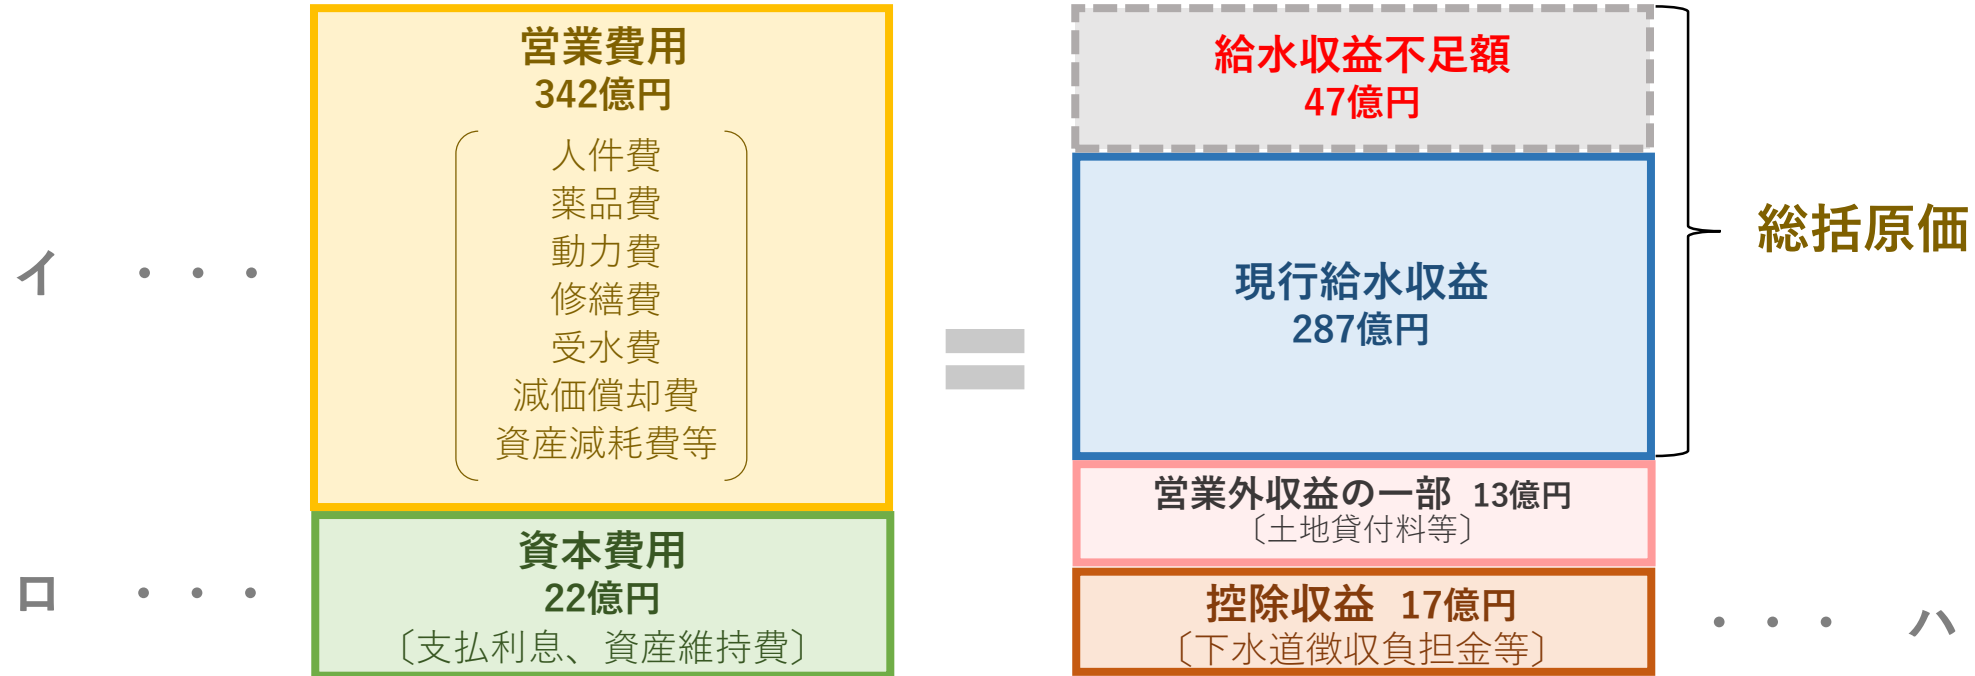 営業費用
342億円
人件費
薬品費
動力費
修繕費
受水費
減価償却費
資産減耗費等
イ ・・・
資本費用
22億円
〔支払利息、資産維持費〕
ロ ・・・
＝
給水収益不足額
47億円
現行給水収益
287億円
総括原価
営業外収益の一部 13億円
〔土地貸付料等〕
控除収益 17億円
〔下水道徴収負担金等〕
・・・ ハ